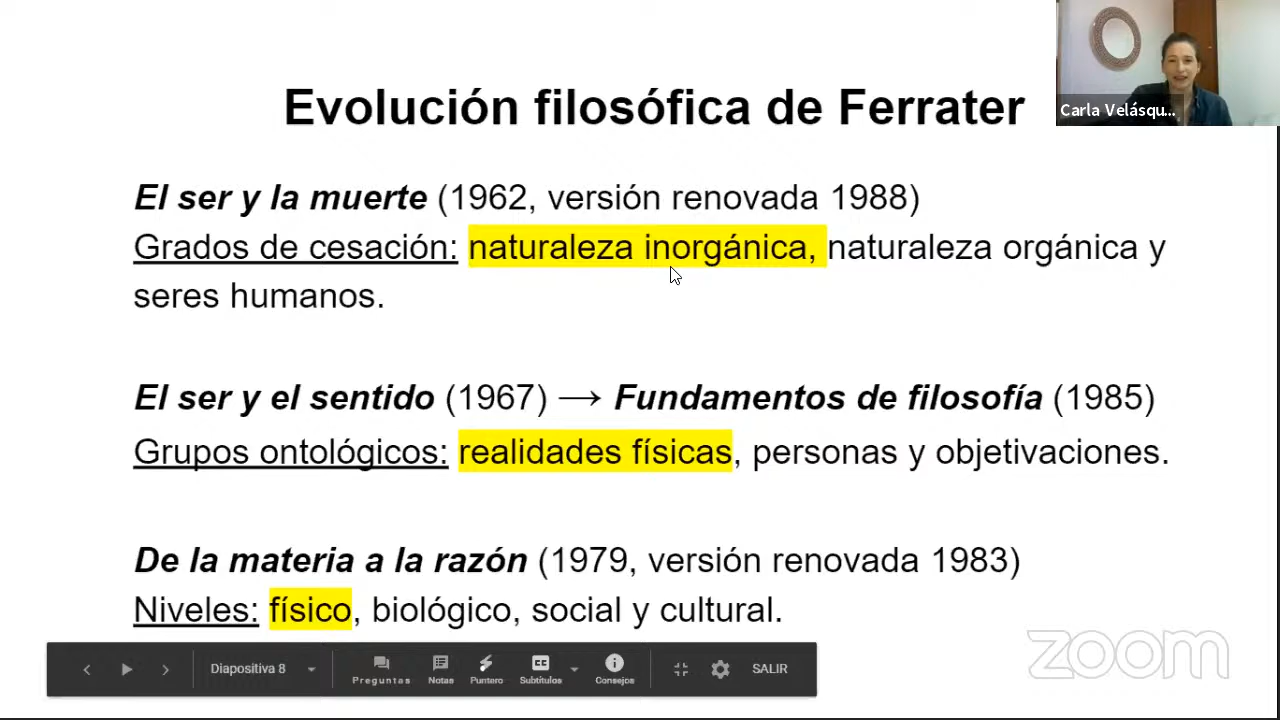 Evolución filosófica de Ferrater
Carla Velásqu...
El ser y la muerte (1962, versión renovada 1988)
Grados de cesación: naturaleza inorgánica, naturaleza orgánica y
seres humanos.
El ser y el sentido (1967) → Fundamentos de filosofía (1985)
Grupos ontológicos: realidades físicas, personas y objetivaciones.
De la materia a la razón (1979, versión renovada 1983)
Niveles: físico, biológico, social y cultural.
zoom
Diapositiva 8
Preguntas
Notas
Puntero
CC
Subtítulos
Consejos
SALIR